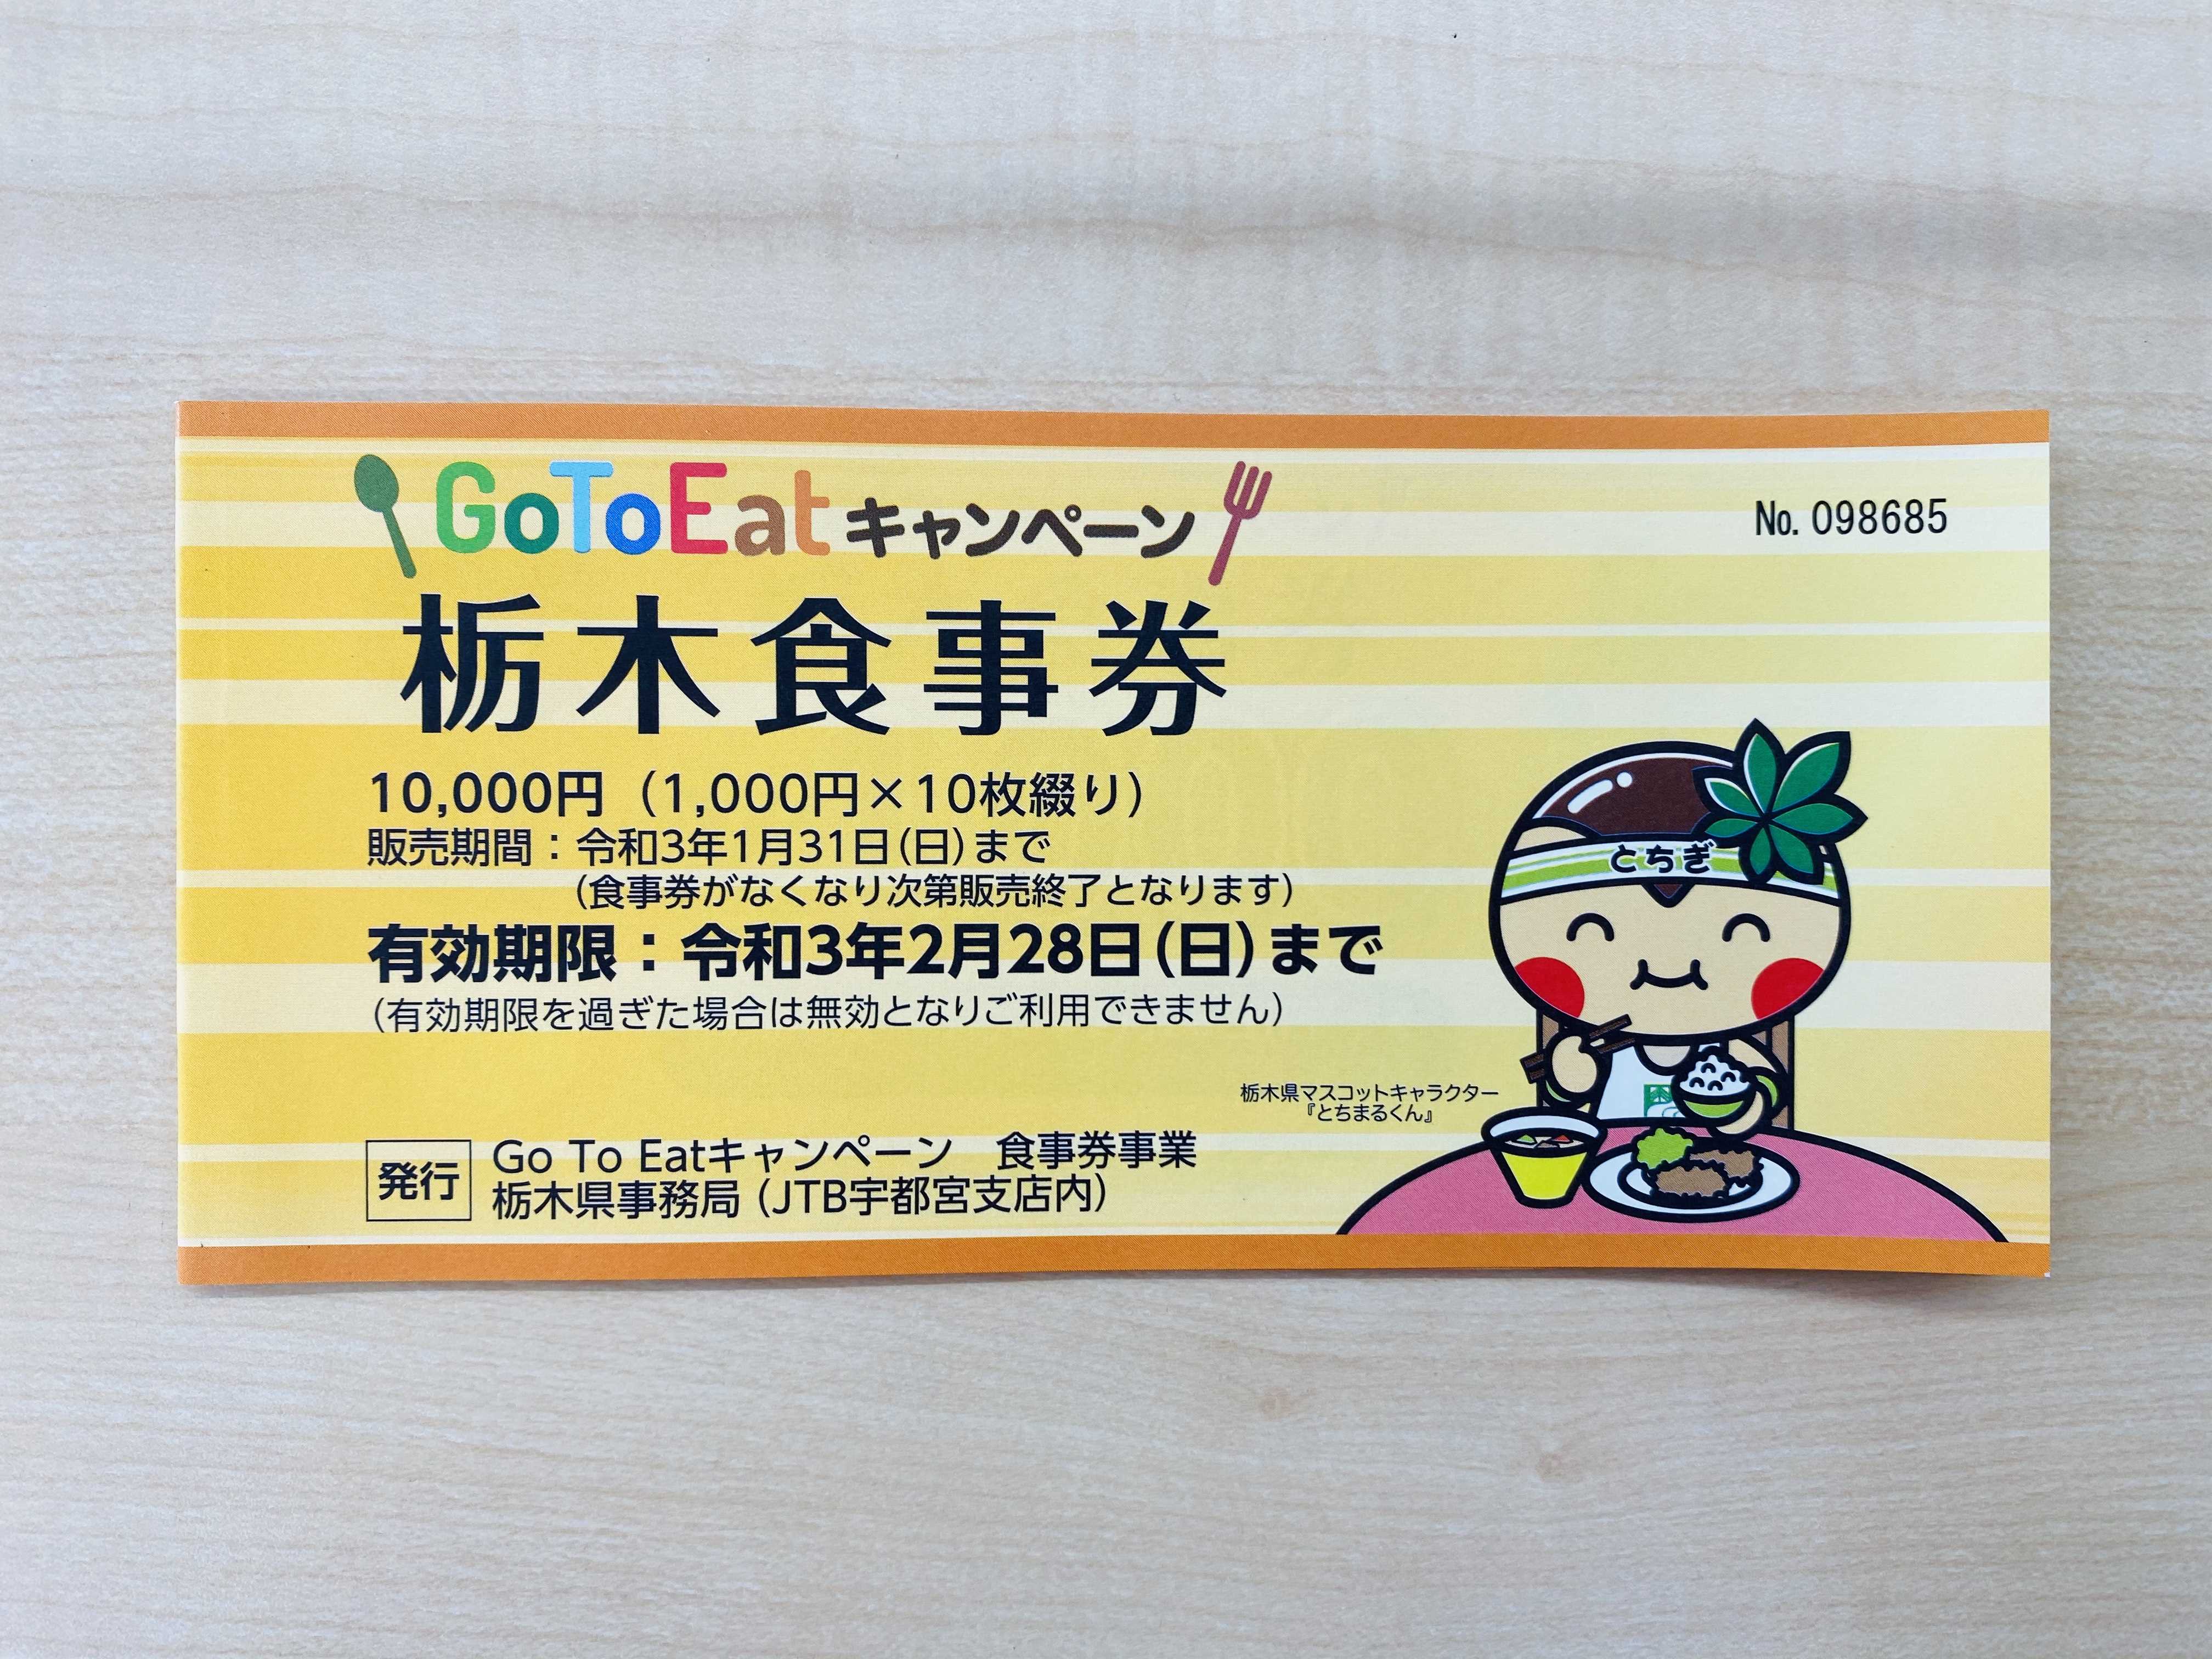 GoToEatキャンペーン
No. 098685
栃木食事券
10,000円（1,000円×10枚綴り）
販売期間：令和3年1月31日（日）まで
（食事券がなくなり次第販売終了となります）
有効期限：令和3年2月28日（日）まで
（有効期限を過ぎた場合は無効となりご利用できません）
とちぎ
栃木県マスコットキャラクター
『とちまるくん』
発行
Go To Eatキャンペーン　食事券事業
栃木県事務局（JTB宇都宮支店内）